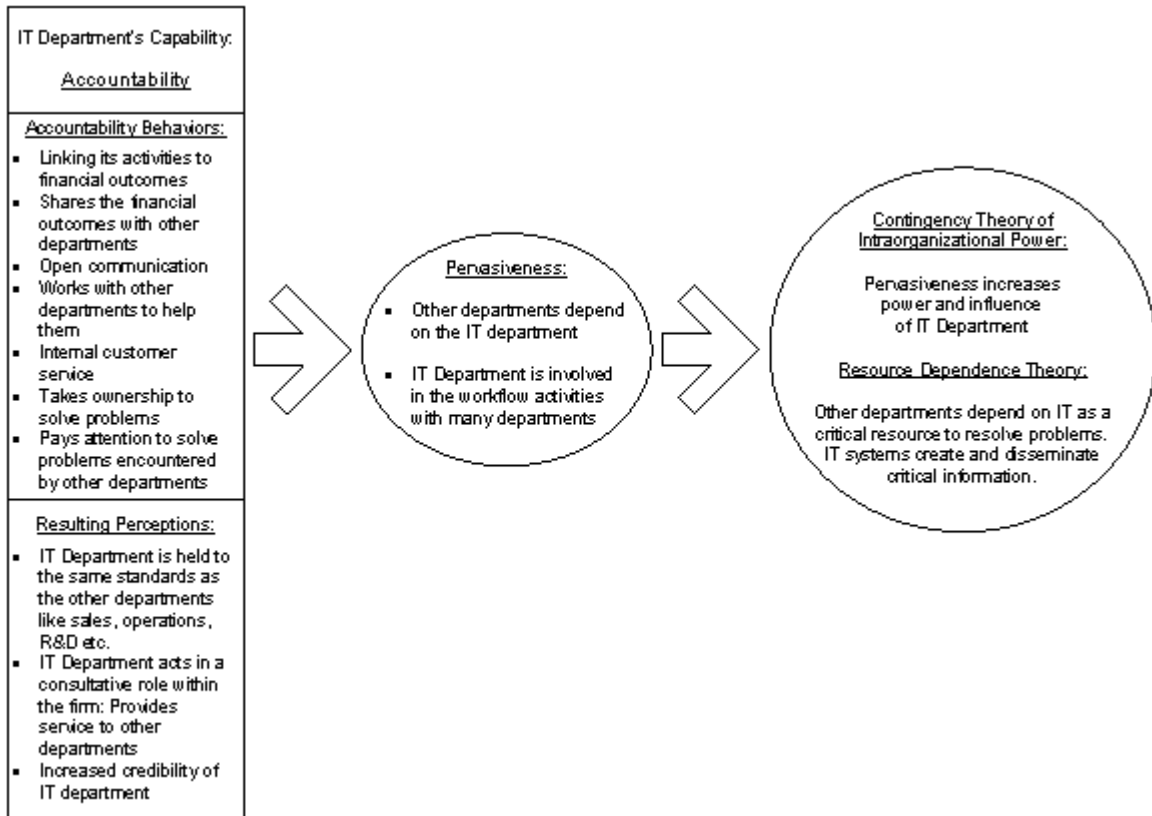 IT Department's Capability:
Accountability
Accountability Behaviors:
▪ Linking its activities to
financial outcomes
▪ Shares the financial
outcomes with other
departments
▪ Open communication
▪ Works with other
departments to help
them
▪ Internal customer
service
▪ Takes ownership to
solve problems
▪ Pays attention to solve
problems encountered
by other departments
Resulting Perceptions:
▪ IT Department is held to
the same standards as
the other departments
like sales, operations,
R&D etc.
▪ IT Department acts in a
consultative role within
the firm: Provides
service to other
departments
▪ Increased credibility of
IT department
Pervasiveness:
▪ Other departments depend
on the IT department
▪ IT Department is involved
in the workflow activities
with many departments
Contingency Theory of
Intraorganizational Power:
Pervasiveness increases
power and influence
of IT Department
Resource Dependence Theory:
Other departments depend on IT as a
critical resource to resolve problems.
IT systems create and disseminate
critical information.